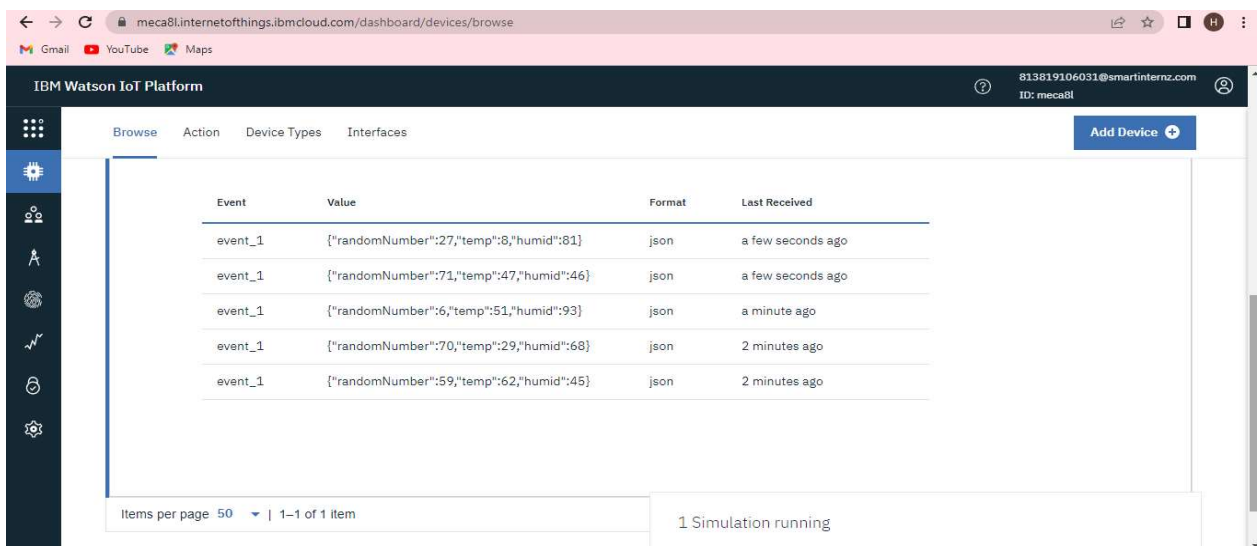 meca8l.internetofthings.ibmcloud.com/dashboard/devices/browse
H
Gmail YouTube Maps
IBM Watson IoT Platform
813819106031@smartinternz.com
ID: meca8l
Browse Action Device Types Interfaces Add Device
Event Value Format Last Received
event_1 {"randomNumber":27,"temp":8,"humid":81} json a few seconds ago
event_1 {"randomNumber":71,"temp":47,"humid":46} json a few seconds ago
event_1 {"randomNumber":6,"temp":51,"humid":93} json a minute ago
event_1 {"randomNumber":70,"temp":29,"humid":68} json 2 minutes ago
event_1 {"randomNumber":59,"temp":62,"humid":45} json 2 minutes ago
Items per page 50 | 1–1 of 1 item
1 Simulation running